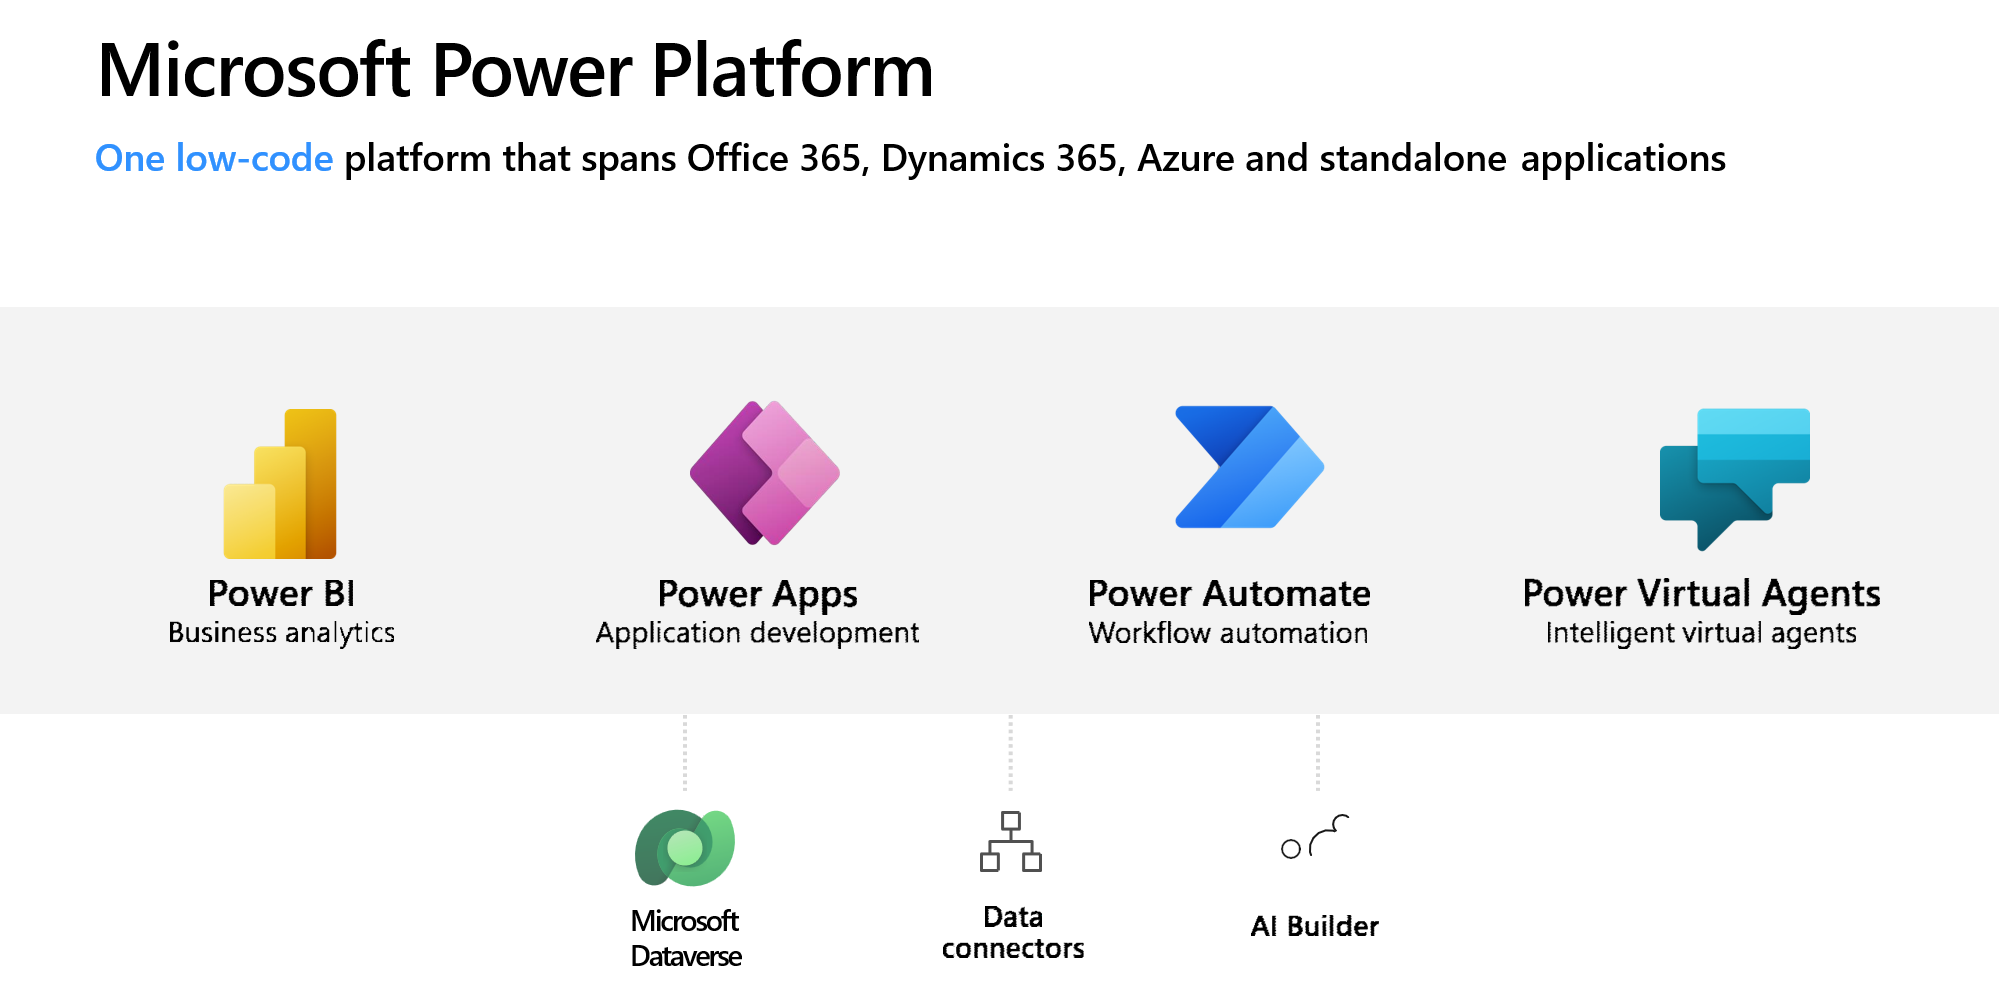 Microsoft Power Platform
One low-code platform that spans Office 365, Dynamics 365, Azure and standalone applications
Power BI
Business analytics
Power Apps
Application development
Power Automate
Workflow automation
Power Virtual Agents
Intelligent virtual agents
Microsoft
Dataverse
Data
connectors
AI Builder